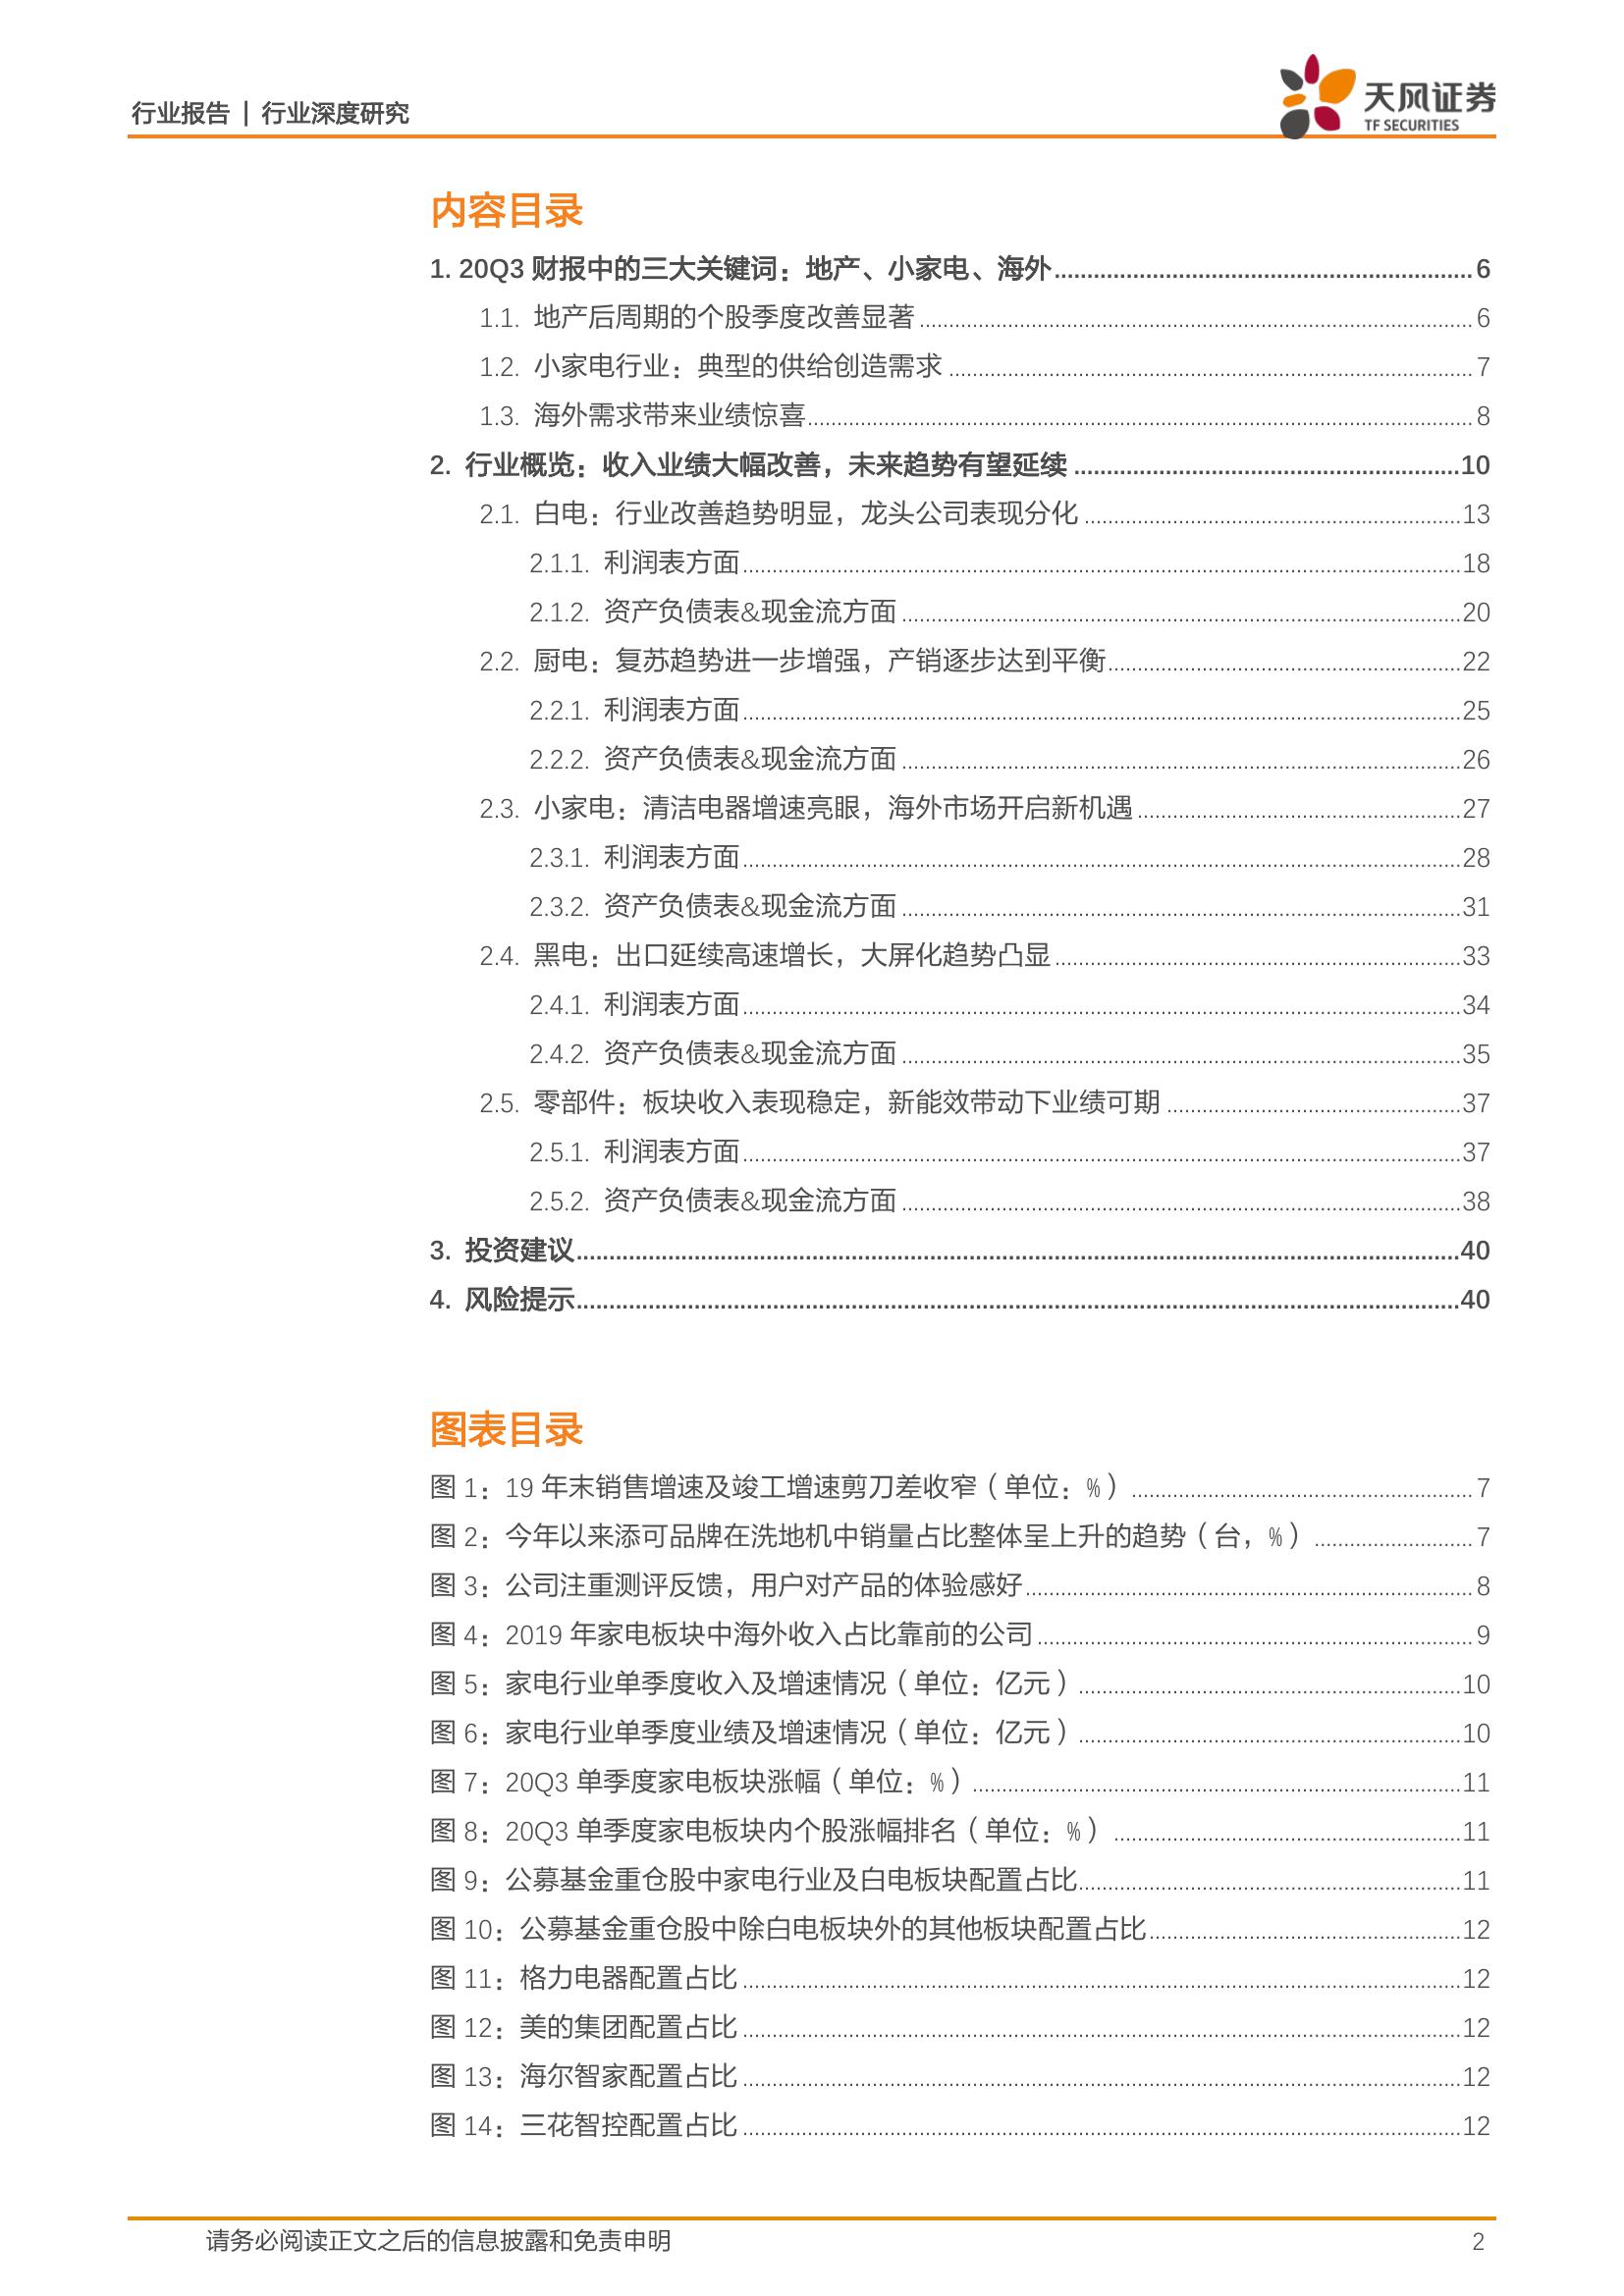 行业报告 | 行业深度研究
天风证券
TF SECURITIES
内容目录
1. 20Q3 财报中的三大关键词：地产、小家电、海外 6
1.1. 地产后周期的个股季度改善显著 6
1.2. 小家电行业：典型的供给创造需求 7
1.3. 海外需求带来业绩惊喜 8
2. 行业概览：收入业绩大幅改善，未来趋势有望延续 10
2.1. 白电：行业改善趋势明显，龙头公司表现分化 13
2.1.1. 利润表方面 18
2.1.2. 资产负债表&现金流方面 20
2.2. 厨电：复苏趋势进一步增强，产销逐步达到平衡 22
2.2.1. 利润表方面 25
2.2.2. 资产负债表&现金流方面 26
2.3. 小家电：清洁电器增速亮眼，海外市场开启新机遇 27
2.3.1. 利润表方面 28
2.3.2. 资产负债表&现金流方面 31
2.4. 黑电：出口延续高速增长，大屏化趋势凸显 33
2.4.1. 利润表方面 34
2.4.2. 资产负债表&现金流方面 35
2.5. 零部件：板块收入表现稳定，新能效带动下业绩可期 37
2.5.1. 利润表方面 37
2.5.2. 资产负债表&现金流方面 38
3. 投资建议 40
4. 风险提示 40
图表目录
图 1：19 年末销售增速及竣工增速剪刀差收窄（单位：%） 7
图 2：今年以来添可品牌在洗地机中销量占比整体呈上升的趋势（台，%） 7
图 3：公司注重测评反馈，用户对产品的体验感好 8
图 4：2019 年家电板块中海外收入占比靠前的公司 9
图 5：家电行业单季度收入及增速情况（单位：亿元） 10
图 6：家电行业单季度业绩及增速情况（单位：亿元） 10
图 7：20Q3 单季度家电板块涨幅（单位：%） 11
图 8：20Q3 单季度家电板块内个股涨幅排名（单位：%） 11
图 9：公募基金重仓股中家电行业及白电板块配置占比 11
图 10：公募基金重仓股中除白电板块外的其他板块配置占比 12
图 11：格力电器配置占比 12
图 12：美的集团配置占比 12
图 13：海尔智家配置占比 12
图 14：三花智控配置占比 12
请务必阅读正文之后的信息披露和免责申明 2